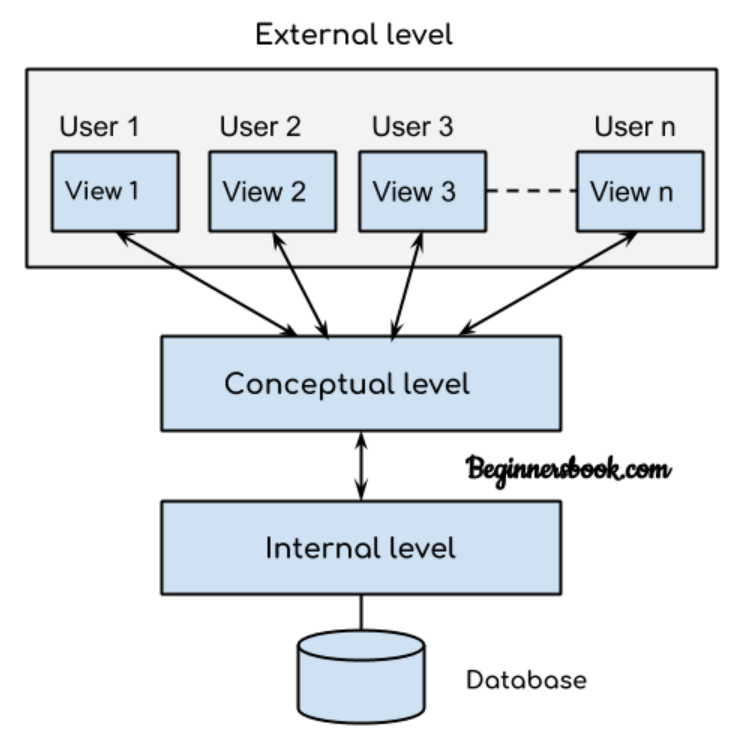 External level
User 1 User 2 User 3 User n
View 1 View 2 View 3 View n
Conceptual level
Beginnersbook.com
Internal level
Database